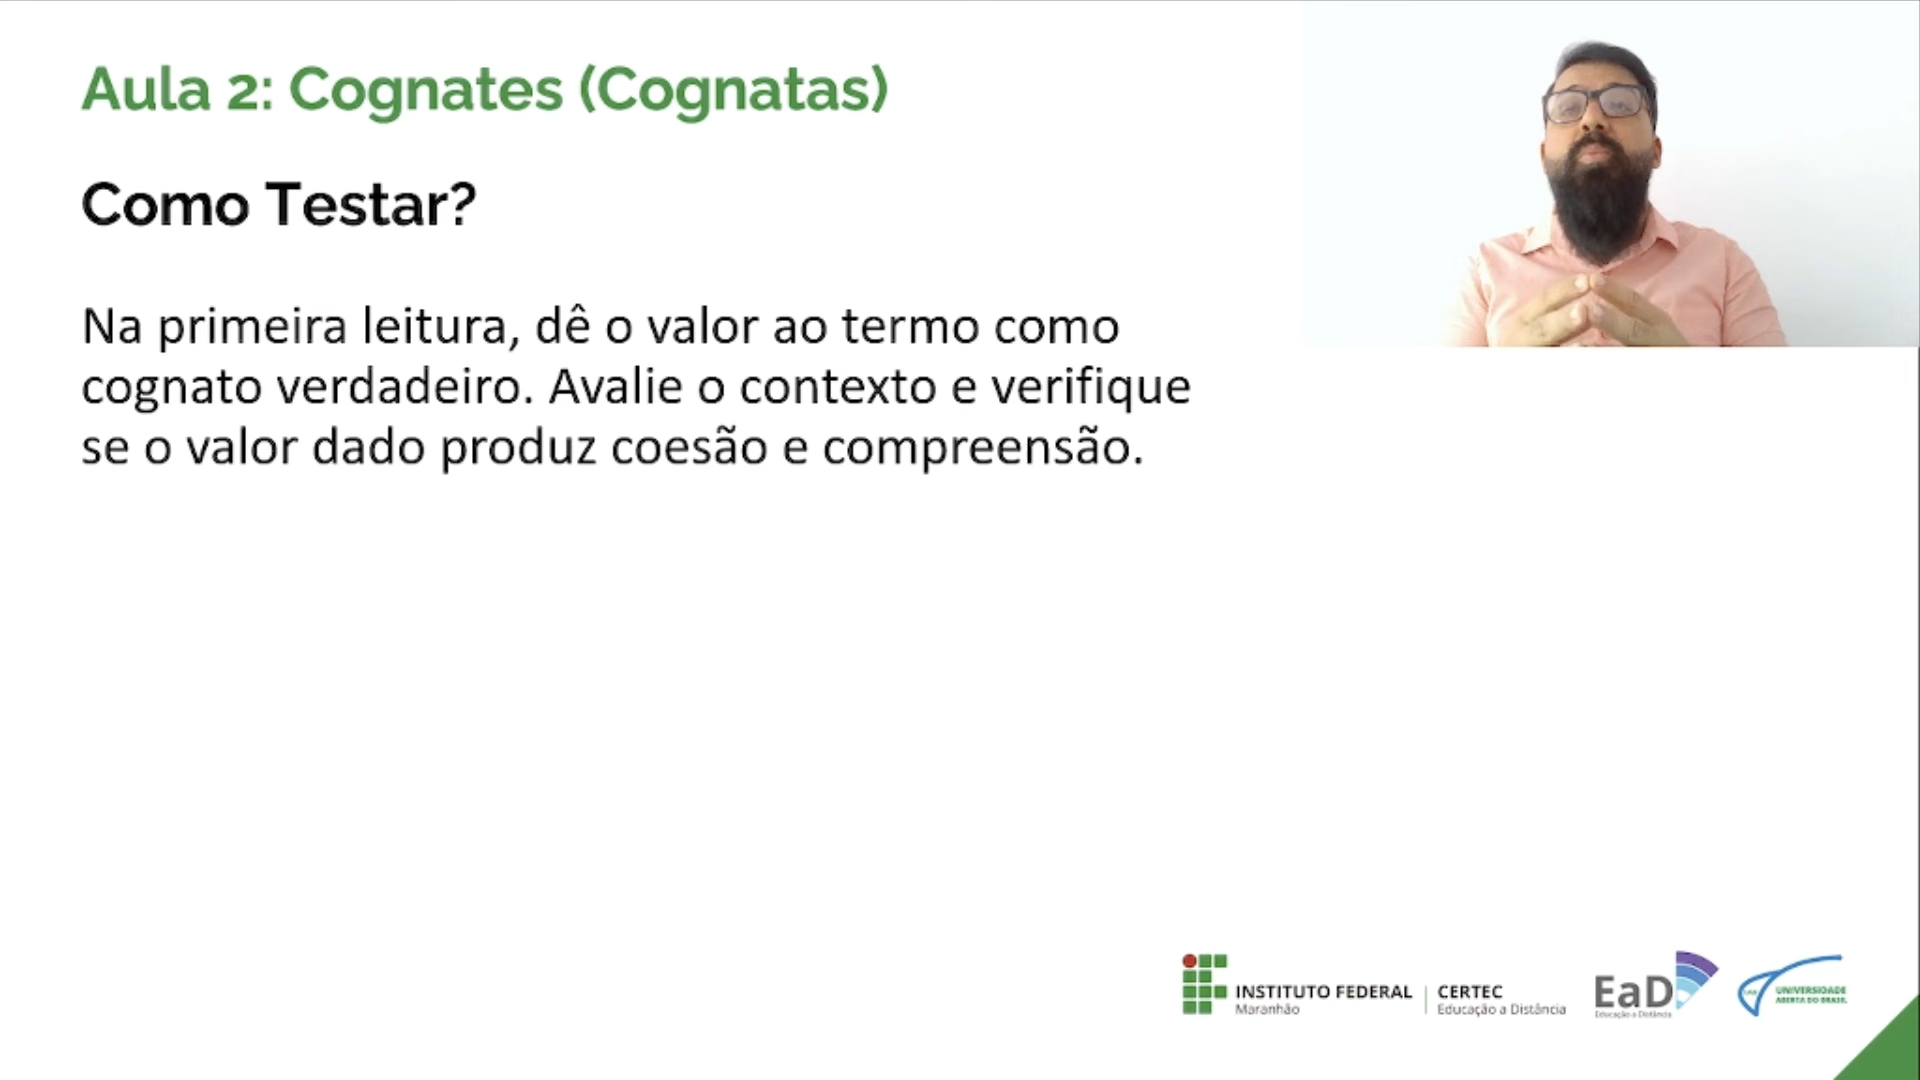 Aula 2: Cognates (Cognatas)
Como Testar?
Na primeira leitura, dê o valor ao termo como
cognato verdadeiro. Avalie o contexto e verifique
se o valor dado produz coesão e compreensão.
INSTITUTO FEDERAL
Maranhão
CERTEC
Educação a Distância
EaD
Educação a Distância
UNIVERSIDADE
ABERTA DO BRASIL